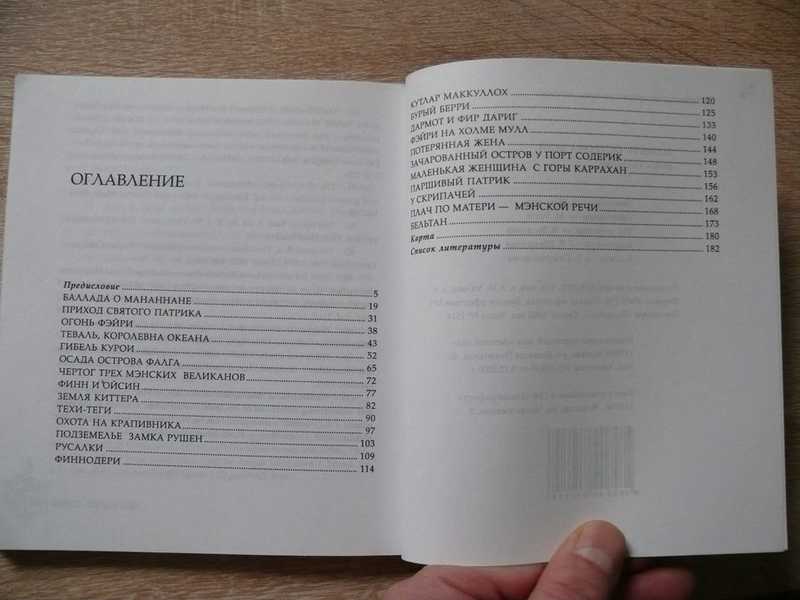 ОГЛАВЛЕНИЕ
Предисловие 5
БАЛЛАДА О МАНАННАНЕ 19
ПРИХОД СВЯТОГО ПАТРИКА 31
ОГОНЬ ФЭЙРИ 38
ТЕВАЛЬ, КОРОЛЕВНА ОКЕАНА 43
ГИБЕЛЬ КУРОИ 52
ОСАДА ОСТРОВА ФАЛГА 65
ЧЕРТОГ ТРЕХ МЭНСКИХ ВЕЛИКАНОВ 72
ФИНН И ОЙСИН 77
ЗЕМЛЯ КИТТЕРА 82
ТЕХИ-ТЕГИ 90
ОХОТА НА КРАПИВНИКА 97
ПОДЗЕМЕЛЬЕ ЗАМКА РУШЕН 103
РУСАЛКИ 109
ФИННОДЕРИ 114
КУТЛАР МАККУЛЛОХ 120
БУРЫЙ БЕРРИ 125
ДАРМОТ И ФИР ДАРИГ 133
ФЭЙРИ НА ХОЛМЕ МУЛЛ 140
ПОТЕРЯННАЯ ЖЕНА 144
ЗАЧАРОВАННЫЙ ОСТРОВ У ПОРТ СОДЕРИК 148
МАЛЕНЬКАЯ ЖЕНЩИНА С ГОРЫ КАРРАХАН 153
ПАРШИВЫЙ ПАТРИК 156
У СКРИПАЧЕЙ 162
ПЛАЧ ПО МАТЕРИ — МЭНСКОЙ РЕЧИ 168
БЕЛЬТАН 173
Карта 180
Список литературы 182